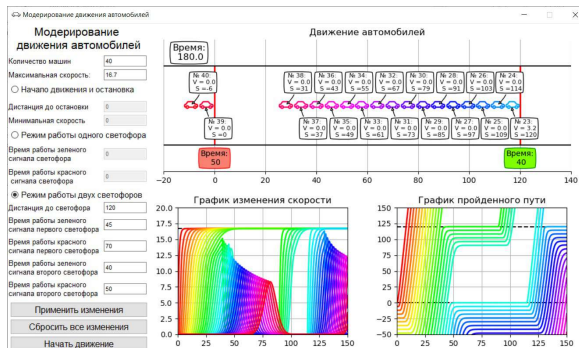 Модерирование движения автомобилей
Модерирование
движения автомобилей
Количество машин 40
Максимальная скорость: 16.7
Начало движения и остановка
Дистанция до остановки 0
Минимальная скорость 0
Режим работы одного светофора
Время работы зеленого
сигнала светофора 0
Время работы красного
сигнала светофора 0
Режим работы двух светофоров
Дистанция до светофора 120
Время работы зеленого
сигнала первого светофора 45
Время работы красного
сигнала первого светофора 70
Время работы зеленого
сигнала второго светофора 40
Время работы красного
сигнала второго светофора 50
Применить изменения
Сбросить все изменения
Начать движение
Движение автомобилей
Время:
180.0
№ 40:
V = 0.0
S =-6
№ 38:
V = 0.0
S =31
№ 36:
V = 0.0
S =43
№ 34:
V = 0.0
S =55
№ 32:
V = 0.0
S =67
№ 30:
V = 0.0
S =79
№ 28:
V = 0.0
S =91
№ 26:
V = 0.0
S =103
№ 24:
V = 0.0
S =114
№ 39:
V = 0.0
S =0
№ 37:
V = 0.0
S =37
№ 35:
V = 0.0
S =49
№ 33:
V = 0.0
S =61
№ 31:
V = 0.0
S =73
№ 29:
V = 0.0
S =85
№ 27:
V = 0.0
S =97
№ 25:
V = 0.0
S =109
№ 23:
V = 3.2
S =120
Время:
50
Время:
40
−20 0 20 40 60 80 100 120 140
График изменения скорости
20.0
17.5
15.0
12.5
10.0
7.5
5.0
2.5
0.0
0 25 50 75 100 125 150
График пройденного пути
150
125
100
75
50
25
0
−25
−50
0 25 50 75 100 125 150